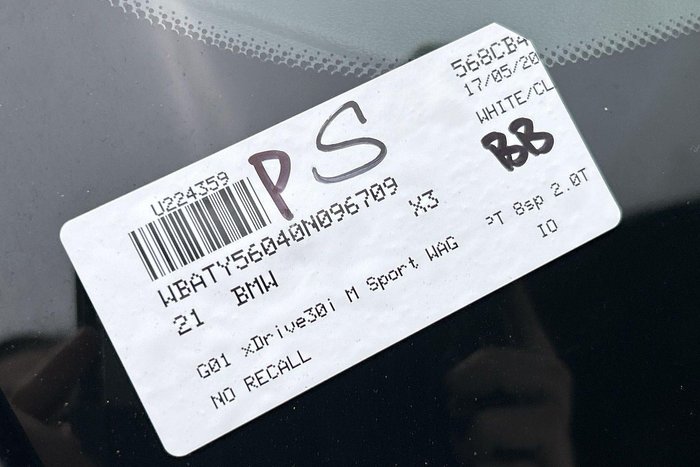 568CB4
17/05/20
WHITE/CL
BB
PS
U224359
WBATY56040N096709
21 BMW X3
G01 xDrive30i M Sport WAG PT 8sp 2.0T
NO RECALL IO